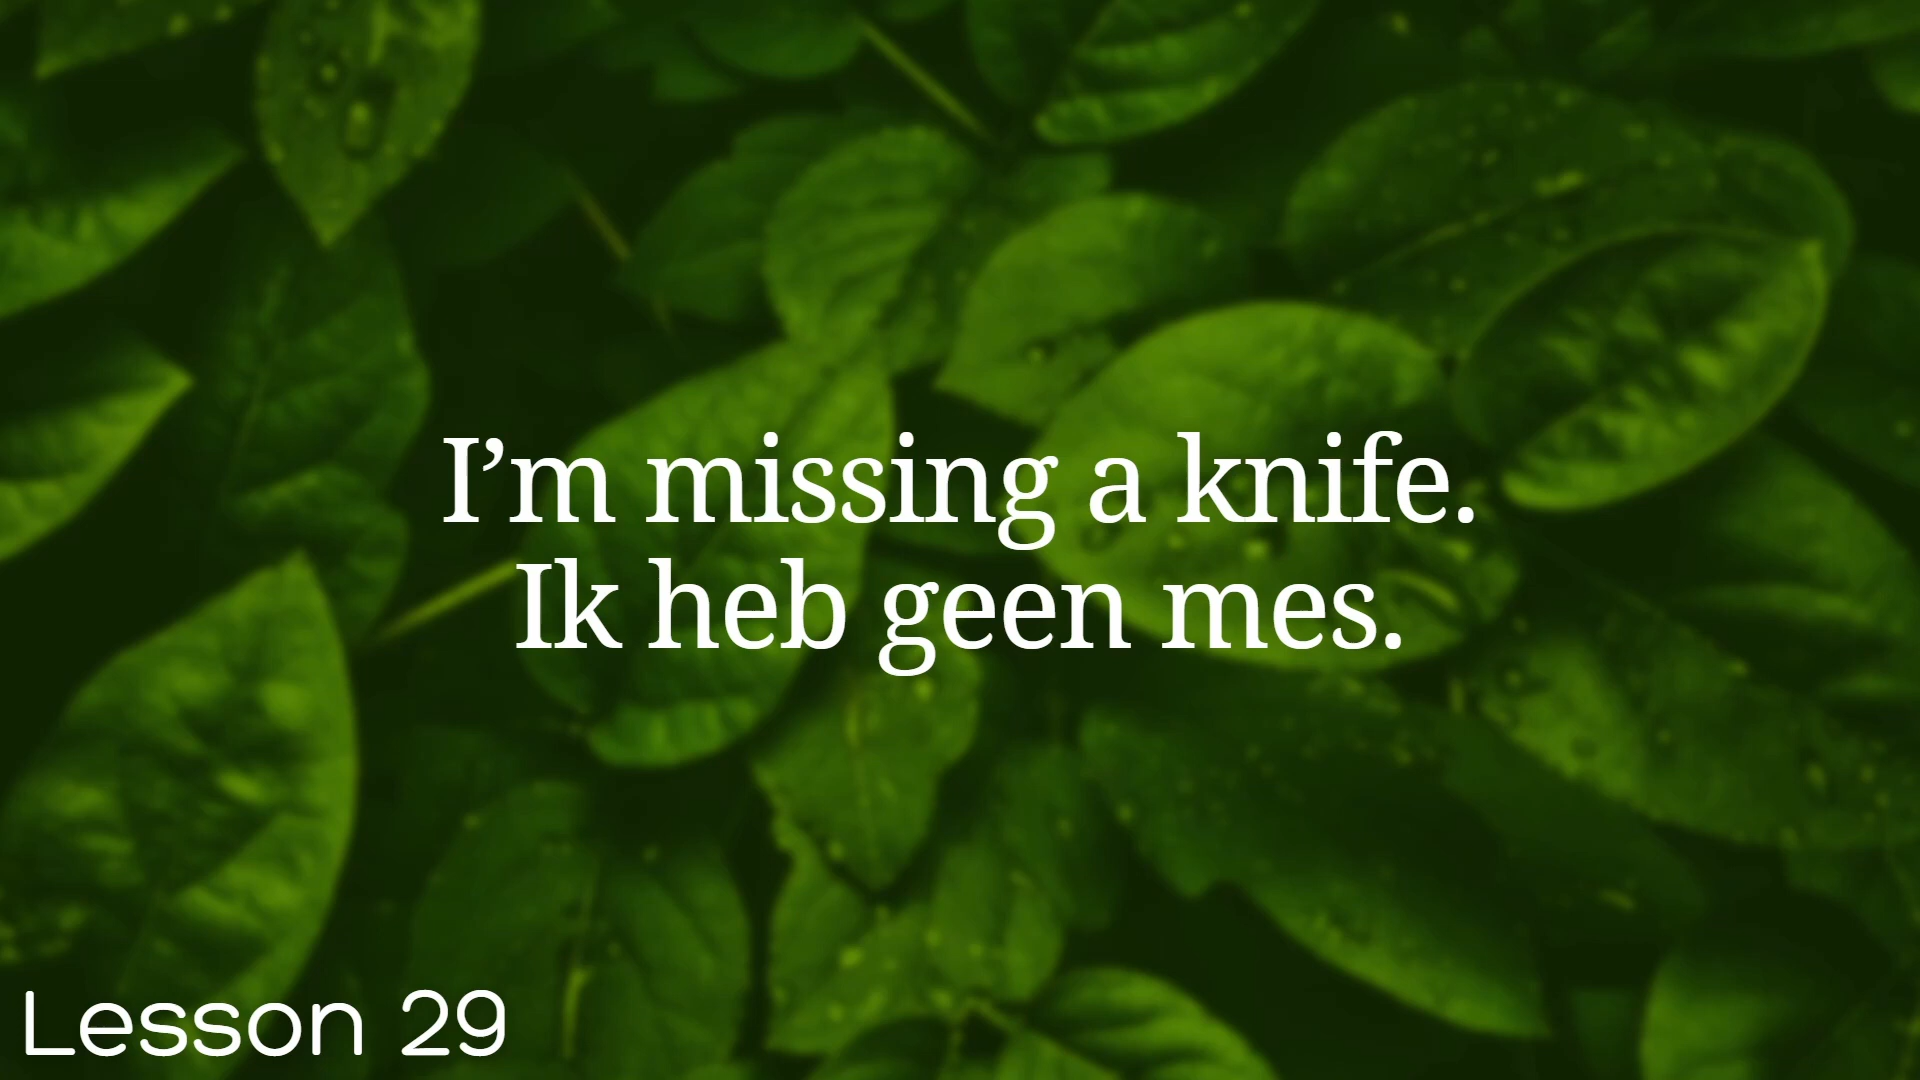 I’m missing a knife.
Ik heb geen mes.
Lesson 29